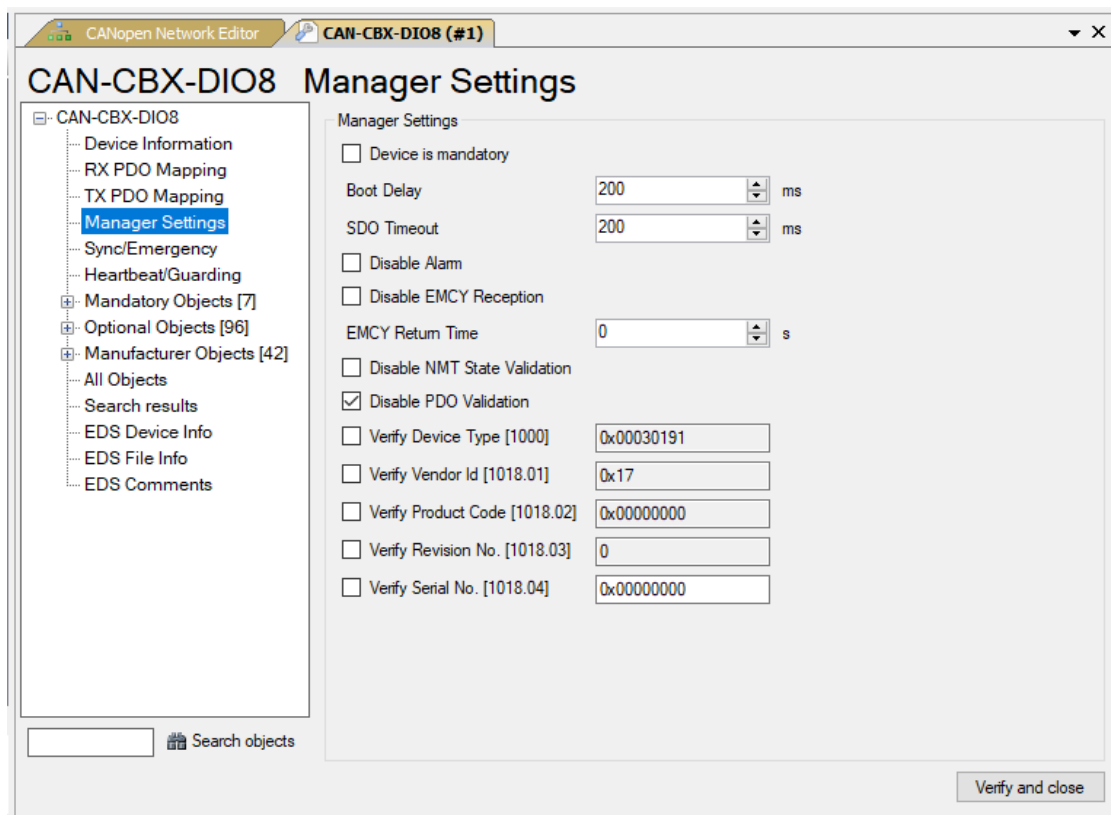 CANopen Network Editor
CAN-CBX-DIO8 (#1)
CAN-CBX-DIO8 Manager Settings
CAN-CBX-DIO8
Device Information
RX PDO Mapping
TX PDO Mapping
Manager Settings
Sync/Emergency
Heartbeat/Guarding
Mandatory Objects [7]
Optional Objects [96]
Manufacturer Objects [42]
All Objects
Search results
EDS Device Info
EDS File Info
EDS Comments
Search objects
Manager Settings
Device is mandatory
Boot Delay 200 ms
SDO Timeout 200 ms
Disable Alarm
Disable EMCY Reception
EMCY Return Time 0 s
Disable NMT State Validation
Disable PDO Validation
Verify Device Type [1000] 0x00030191
Verify Vendor Id [1018.01] 0x17
Verify Product Code [1018.02] 0x00000000
Verify Revision No. [1018.03] 0
Verify Serial No. [1018.04] 0x00000000
Verify and close